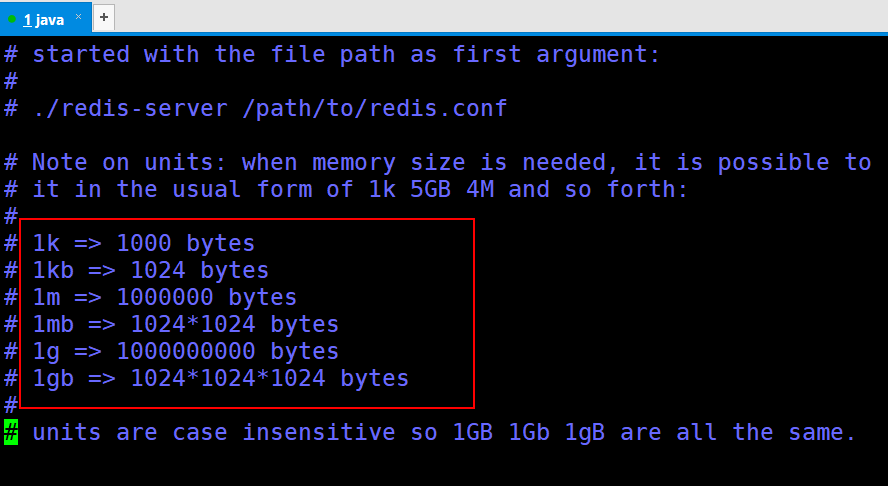 1 java × +
# started with the file path as first argument:
#
# ./redis-server /path/to/redis.conf
# Note on units: when memory size is needed, it is possible to
# it in the usual form of 1k 5GB 4M and so forth:
#
# 1k => 1000 bytes
# 1kb => 1024 bytes
# 1m => 1000000 bytes
# 1mb => 1024*1024 bytes
# 1g => 1000000000 bytes
# 1gb => 1024*1024*1024 bytes
#
# units are case insensitive so 1GB 1Gb 1gB are all the same.